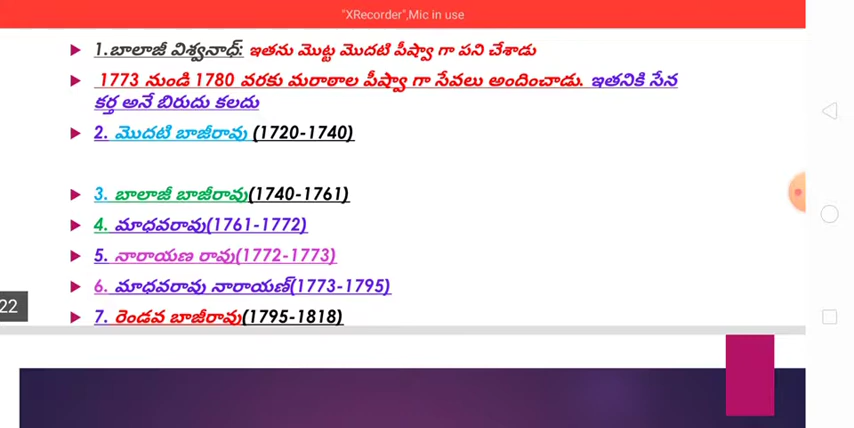 "XRecorder",Mic in use
1.బాలాజీ విశ్వనాధ్: ఇతను మొట్ట మొదటి పీష్వా గా పని చేశాడు
1773 నుండి 1780 వరకు మరాఠాల పీష్వా గా సేవలు అందించాడు. ఇతనికి సేన
కర్త అనే బిరుదు కలదు
2. మొదటి బాజీరావు (1720-1740)
3. బాలాజీ బాజీరావు(1740-1761)
4. మాధవరావు(1761-1772)
5. నారాయణ రావు(1772-1773)
6. మాధవరావు నారాయణ్(1773-1795)
22
7. రెండవ బాజీరావు(1795-1818)